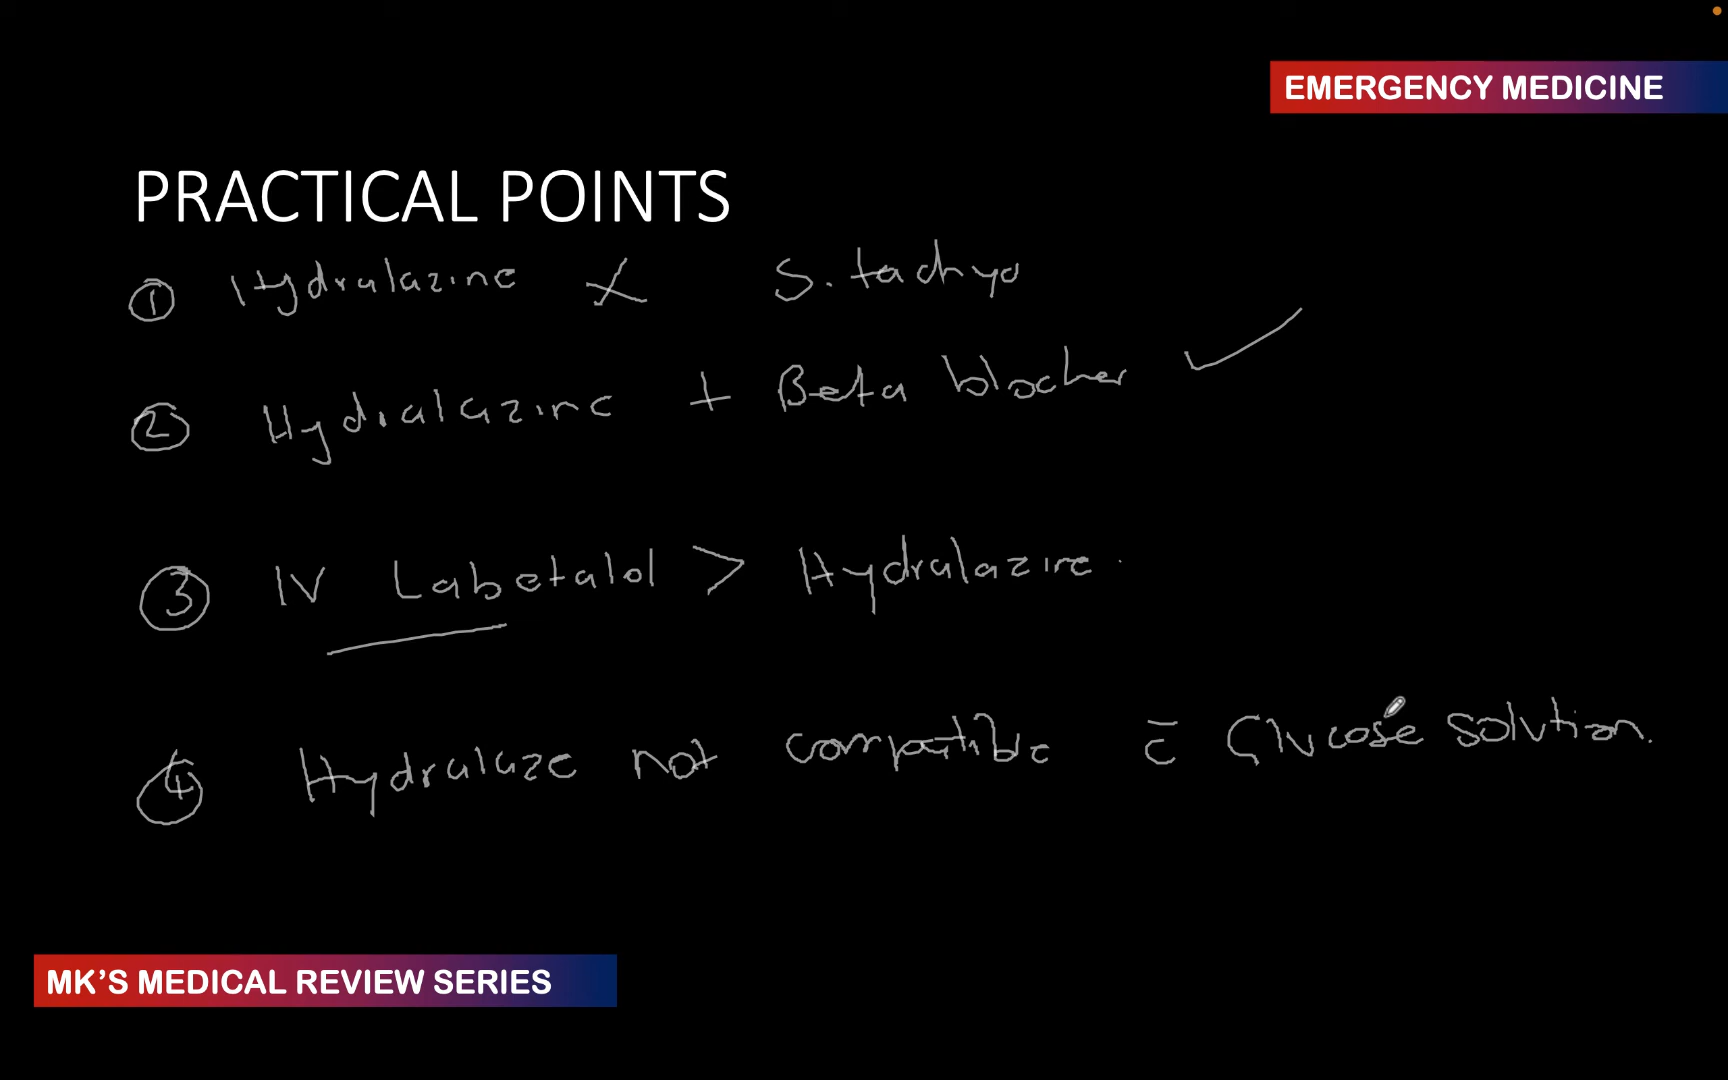 EMERGENCY MEDICINE
PRACTICAL POINTS
① Hydralazine X S. tachyo
② Hydralazine + Beta blocker ✓
③ IV Labetalol > Hydralazine.
④ Hydralaze not compatible c̄ Glucose solution.
MK'S MEDICAL REVIEW SERIES